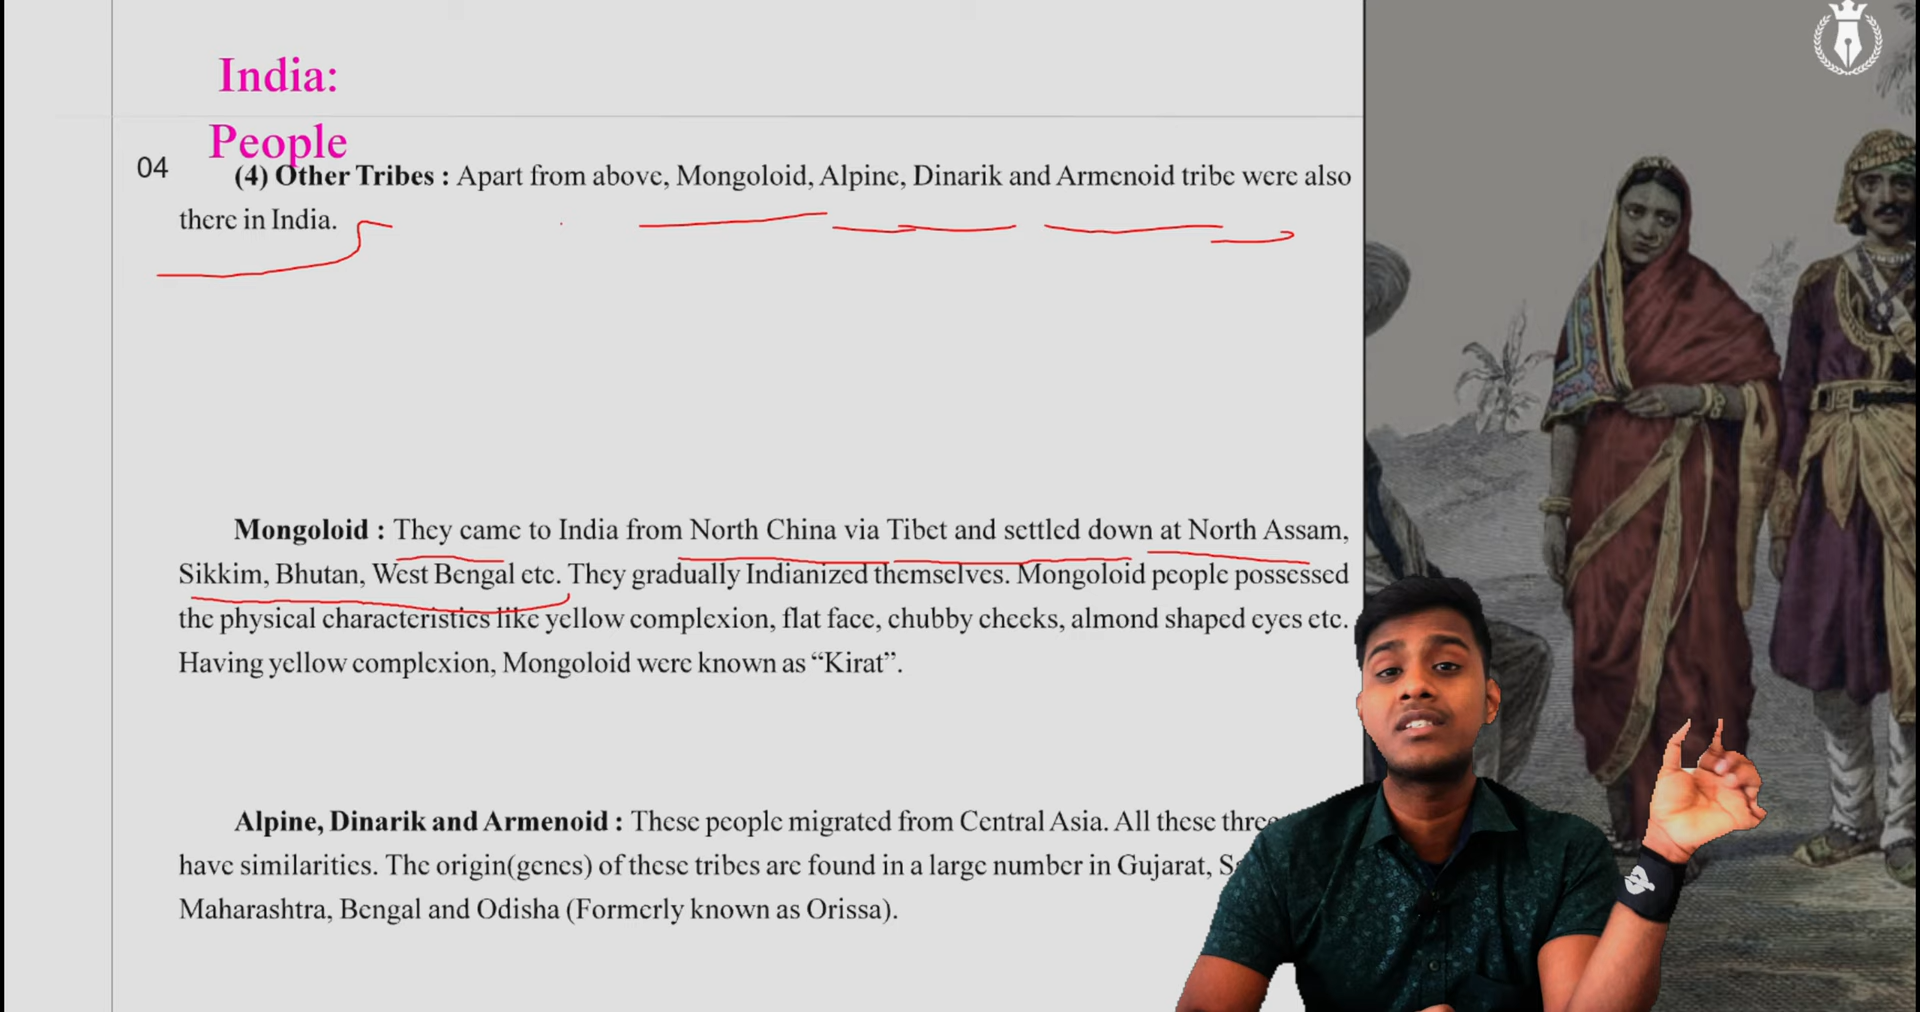 India:
People
04
(4) Other Tribes : Apart from above, Mongoloid, Alpine, Dinarik and Armenoid tribe were also
there in India.
Mongoloid : They came to India from North China via Tibet and settled down at North Assam,
Sikkim, Bhutan, West Bengal etc. They gradually Indianized themselves. Mongoloid people possessed
the physical characteristics like yellow complexion, flat face, chubby cheeks, almond shaped eyes etc.
Having yellow complexion, Mongoloid were known as “Kirat”.
Alpine, Dinarik and Armenoid : These people migrated from Central Asia. All these three
have similarities. The origin(genes) of these tribes are found in a large number in Gujarat,
Maharashtra, Bengal and Odisha (Formerly known as Orissa).